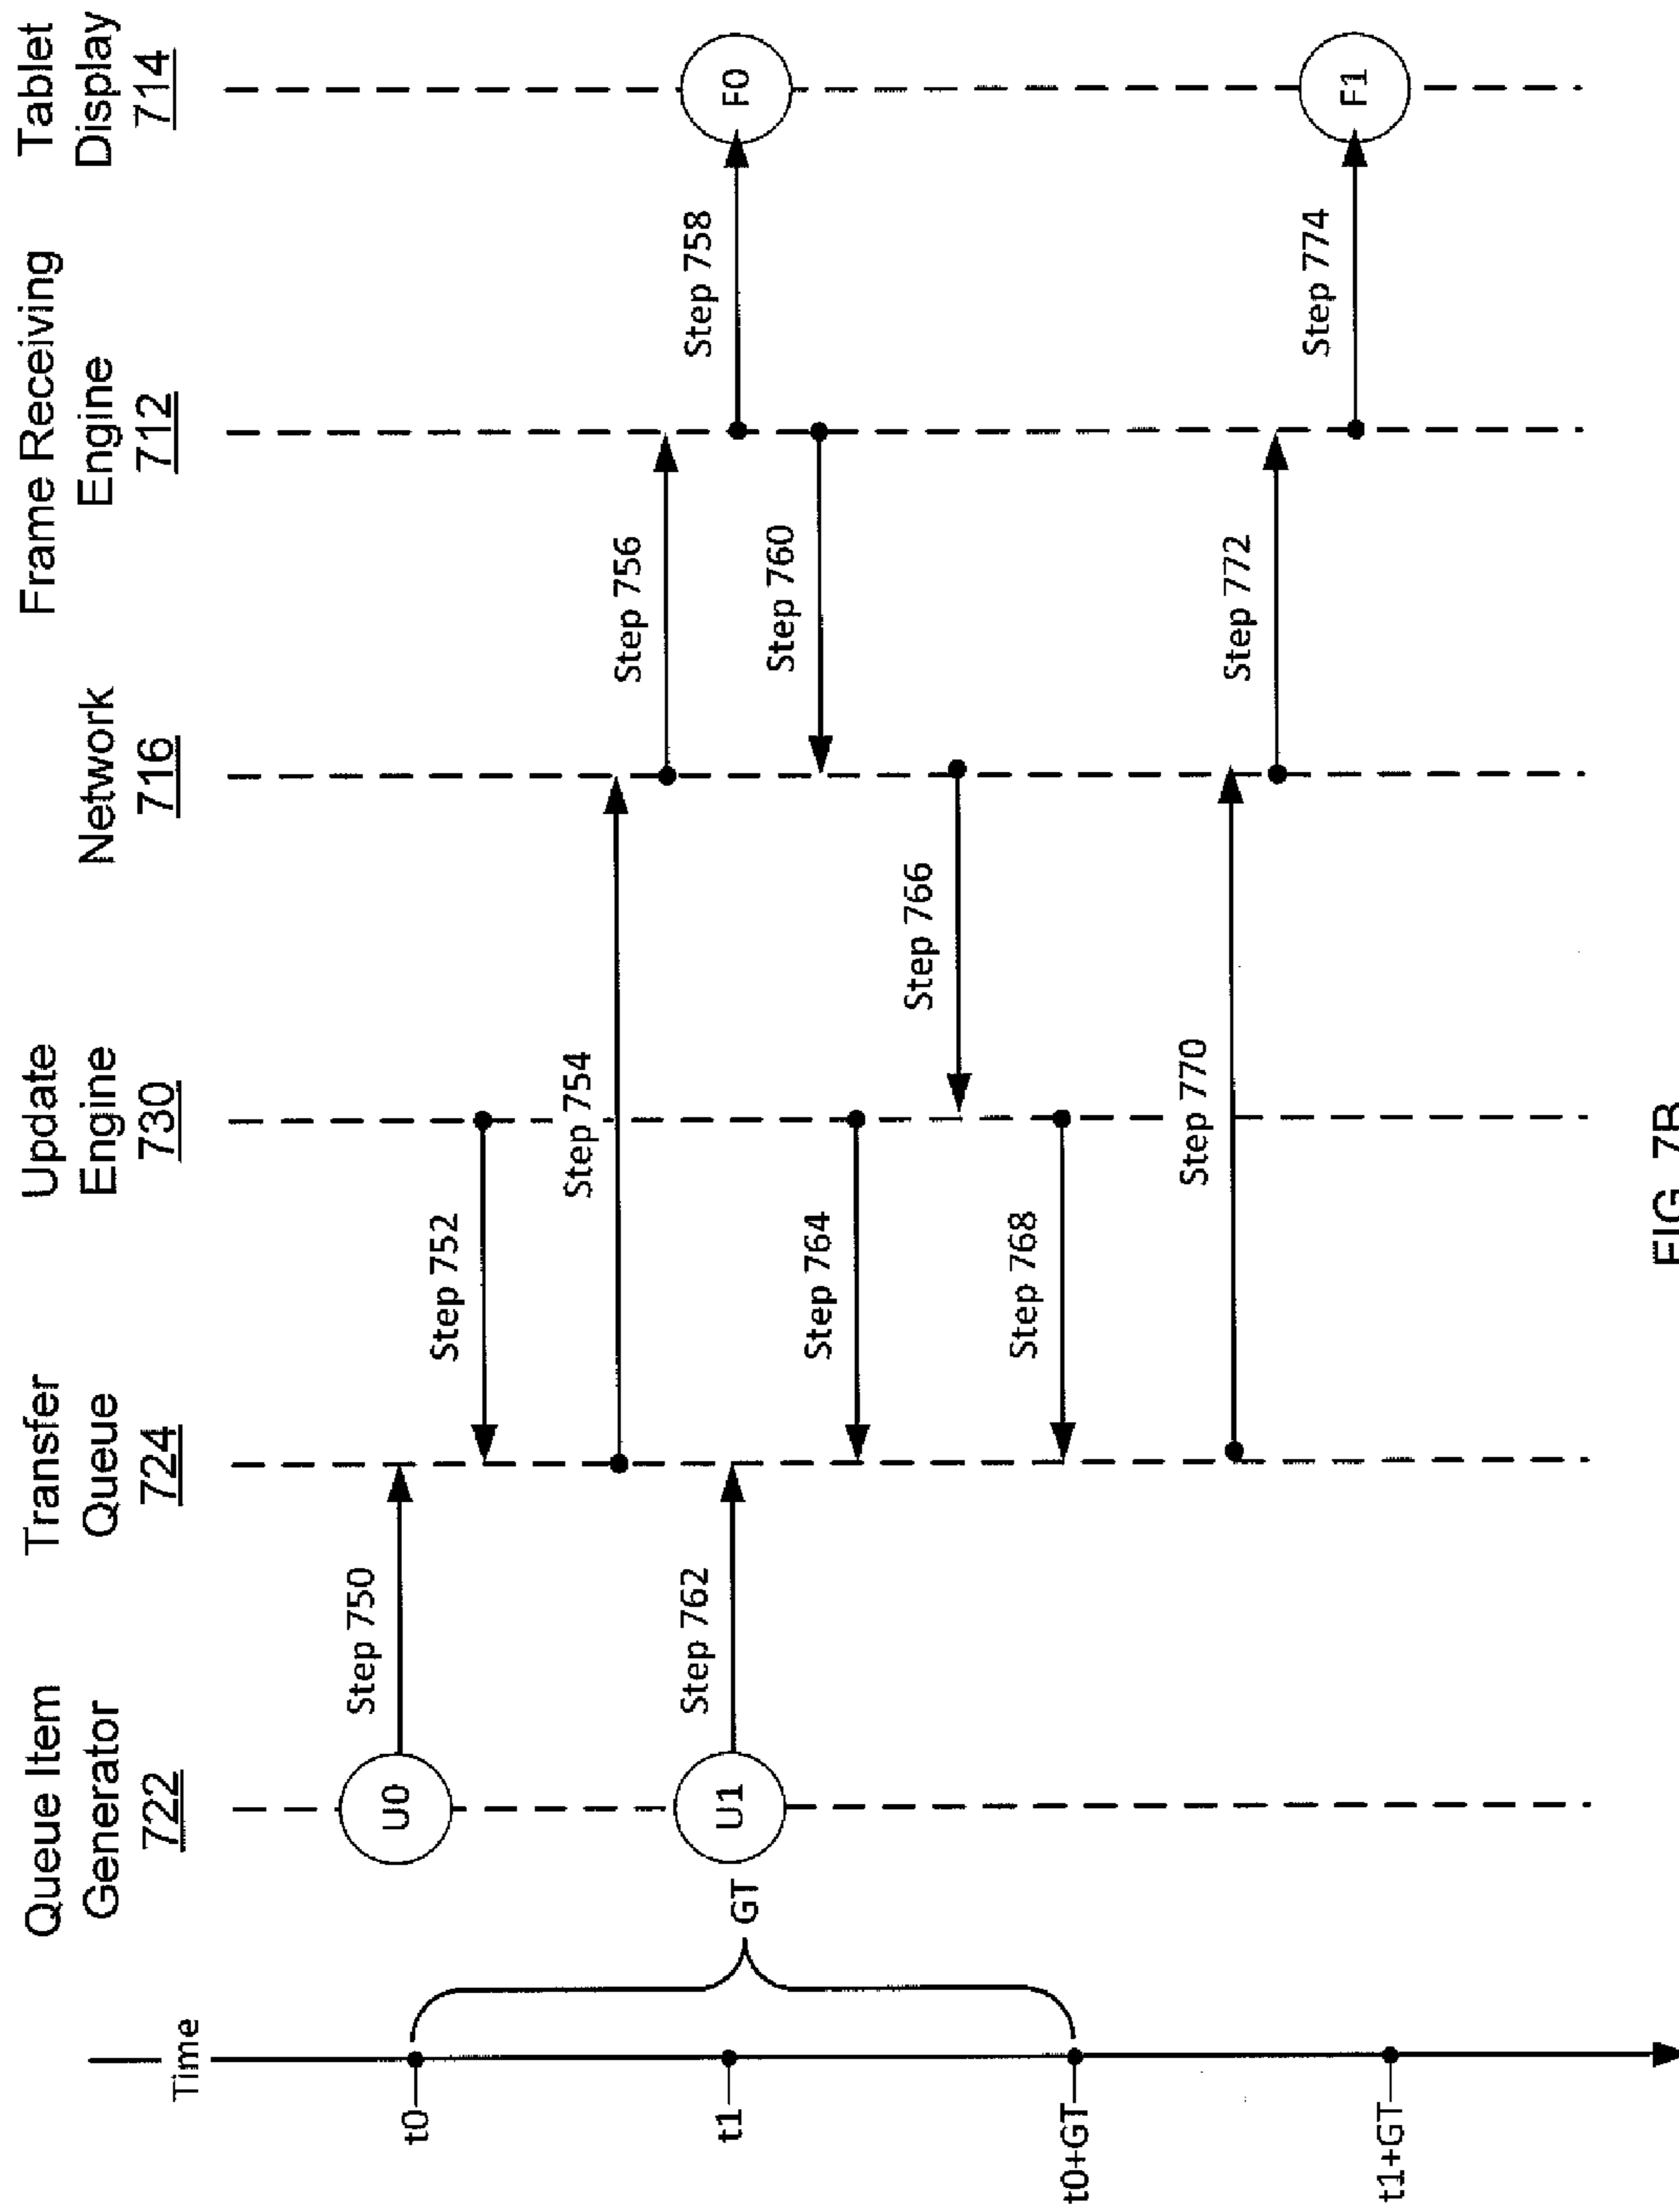 Queue Item
Generator
722
Transfer
Queue
724
Update
Engine
730
Network
716
Frame Receiving
Engine
712
Tablet
Display
714
Time
t0
t1
t0+GT
t1+GT
GT
U0
Step 750
Step 752
Step 754
Step 756
U1
Step 762
Step 758
F0
Step 760
Step 764
Step 766
Step 768
Step 770
Step 772
Step 774
F1
FIG. 7B